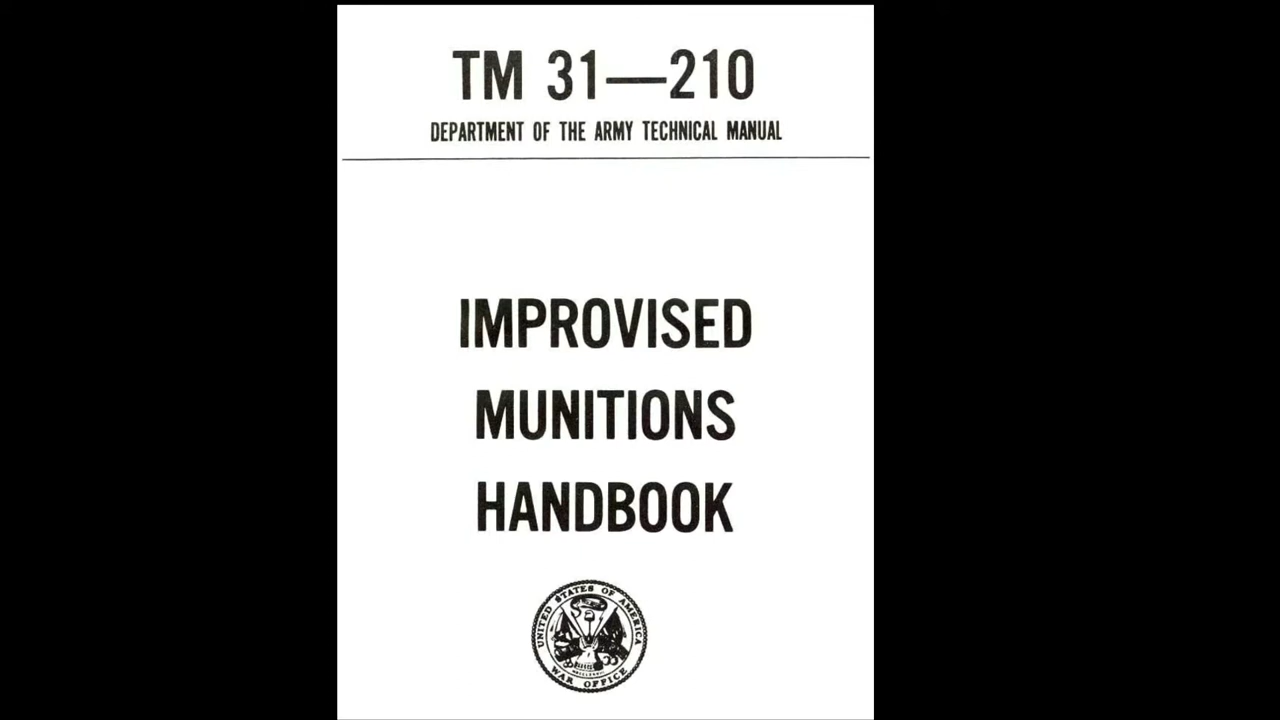 TM 31—210
DEPARTMENT OF THE ARMY TECHNICAL MANUAL
IMPROVISED
MUNITIONS
HANDBOOK
UNITED STATES OF AMERICA
WAR OFFICE